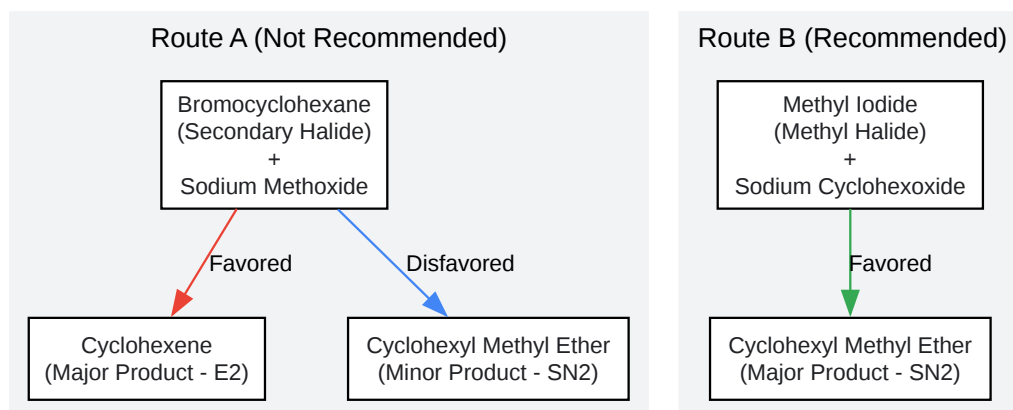 Route A (Not Recommended)
Bromocyclohexane
(Secondary Halide)
+
Sodium Methoxide
Favored
Disfavored
Cyclohexene
(Major Product - E2)
Cyclohexyl Methyl Ether
(Minor Product - SN2)
Route B (Recommended)
Methyl Iodide
(Methyl Halide)
+
Sodium Cyclohexoxide
Favored
Cyclohexyl Methyl Ether
(Major Product - SN2)